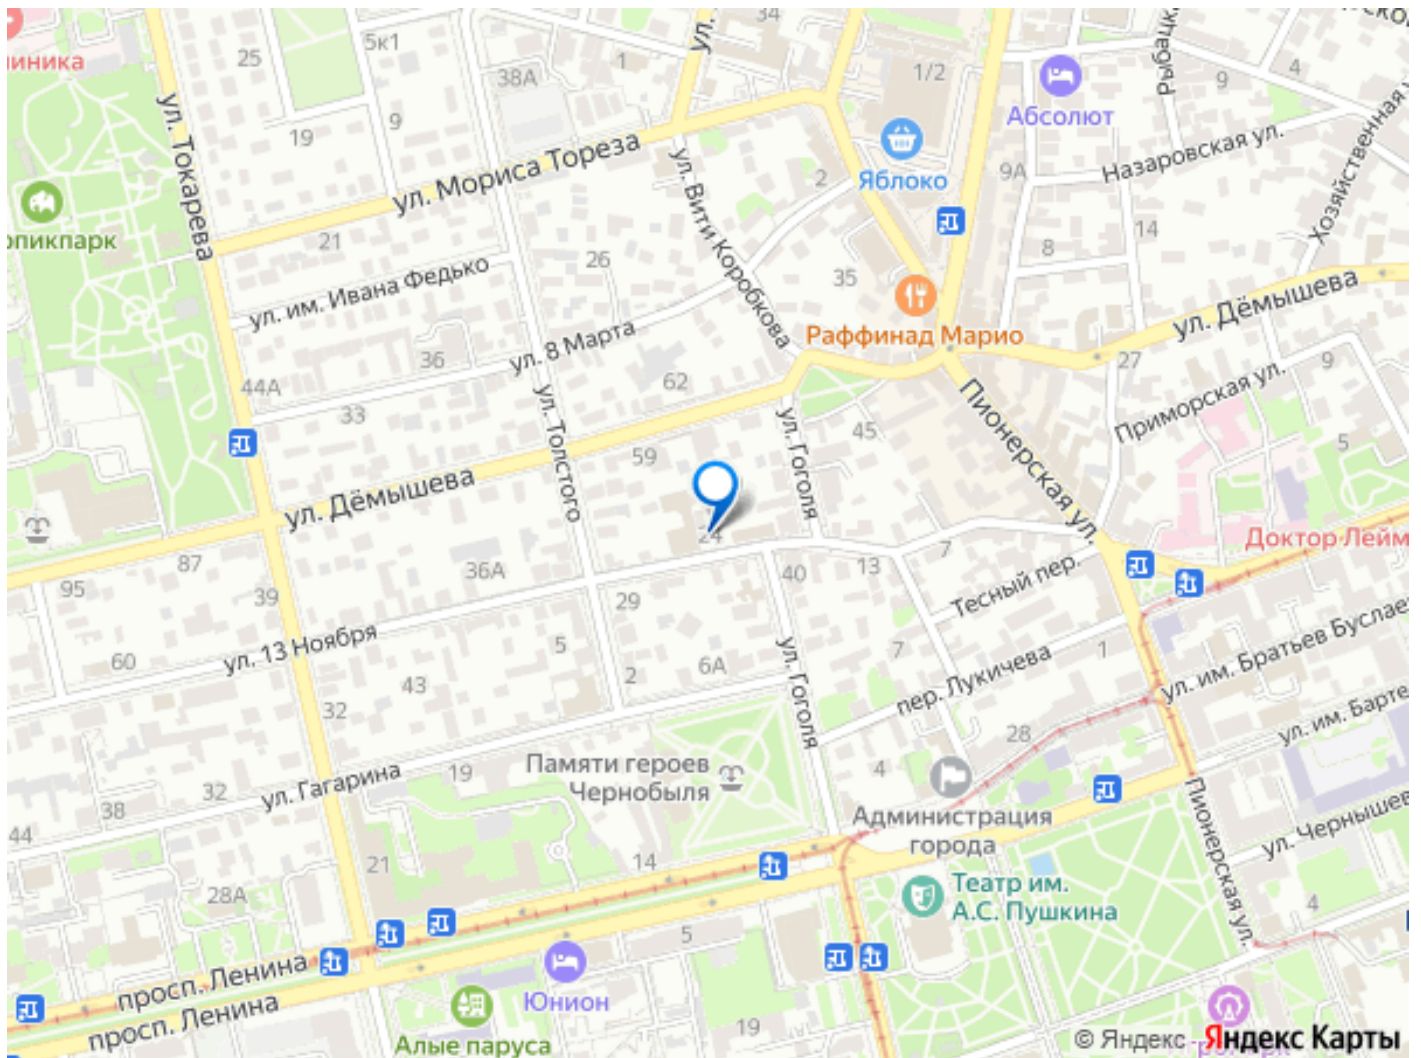 34
5к1
25
38А
1
1/2
4
9
Рыбацка
иника
ул.
Абсолют
ул. Токарева
19
9
ул. Мориса Тореза
Яблоко
2
9А
Назаровская ул.
Хозяйственная
опикпарк
21
26
ул. Вити Коробкова
35
8
14
ул. им. Ивана Федько
Раффинад Марио
ул. Дёмышева
36
ул. 8 Марта
27
9
44А
62
33
ул. Толстого
Пионерская ул.
Приморская ул.
ул. Гоголя
45
5
59
ул. Дёмышева
24
Доктор Лейм
87
95
36А
40
13
7
39
29
Тесный пер.
ул. 13 Ноября
60
5
6А
ул. Гоголя
7
1
ул. им. Братьев Буслае
43
2
пер. Лукичева
32
28
ул. им. Барте
Памяти героев
Чернобыля
19
4
ул. Гагарина
32
38
44
Администрация
города
Пионерская ул.
ул. Чернышев
21
14
28А
Театр им.
А.С. Пушкина
4
5
просп. Ленина
просп. Ленина
Юнион
19
Алые паруса
© Яндекс
Яндекс Карты